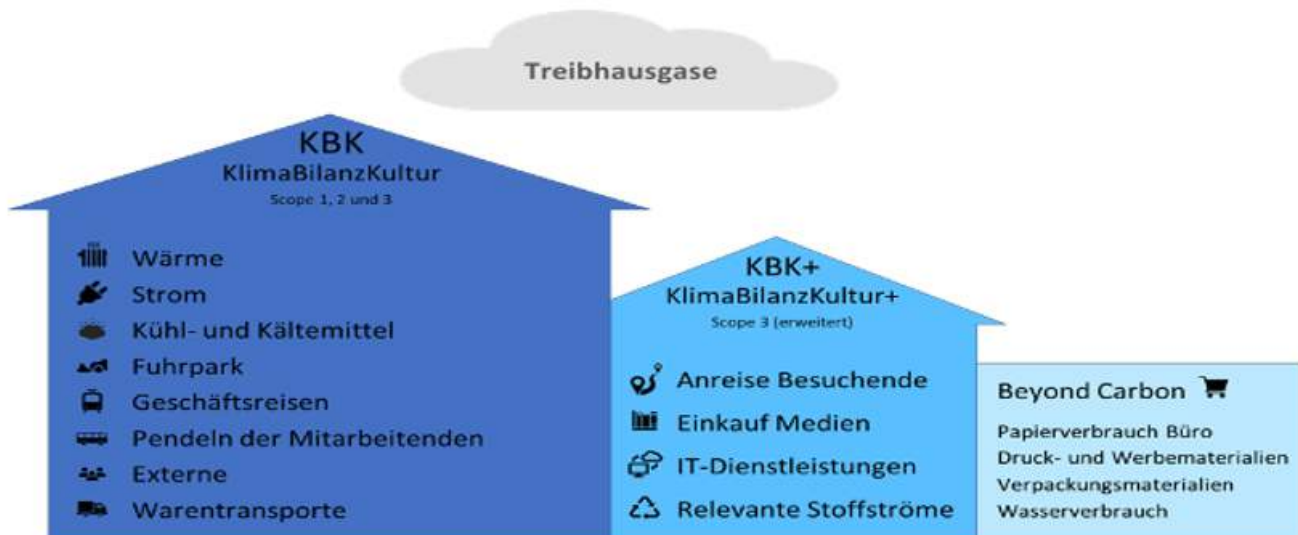 Treibhausgase
KBK
KlimaBilanzKultur
Scope 1, 2 und 3
Wärme
Strom
Kühl- und Kältemittel
Fuhrpark
Geschäftsreisen
Pendeln der Mitarbeitenden
Externe
Warentransporte
KBK+
KlimaBilanzKultur+
Scope 3 (erweitert)
Anreise Besuchende
Einkauf Medien
IT-Dienstleistungen
Relevante Stoffströme
Beyond Carbon
Papierverbrauch Büro
Druck- und Werbematerialien
Verpackungsmaterialien
Wasserverbrauch